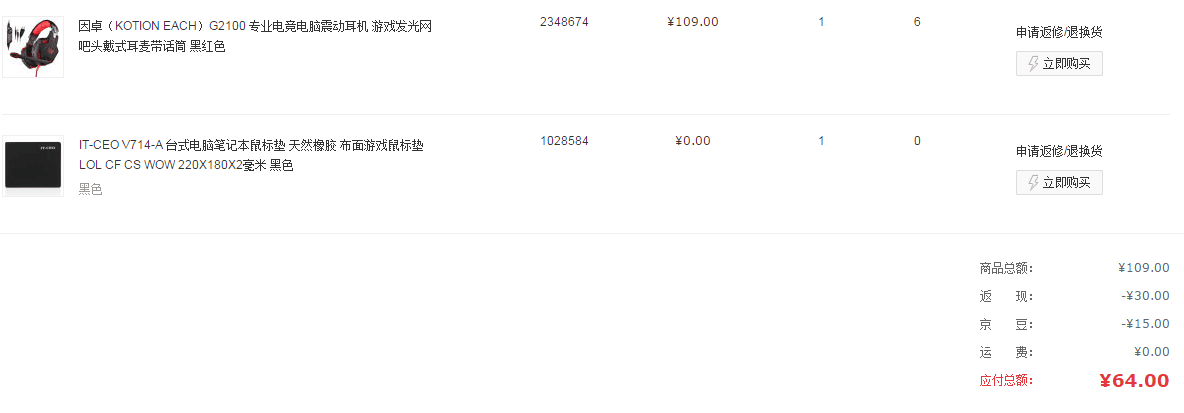 因卓（KOTION EACH）G2100 专业电竞电脑震动耳机 游戏发光网
吧头戴式耳麦带话筒 黑红色
2348674
¥109.00
1
6
申请返修/退换货
立即购买
IT-CEO
IT-CEO V714-A 台式电脑笔记本鼠标垫 天然橡胶 布面游戏鼠标垫
LOL CF CS WOW 220X180X2毫米 黑色
黑色
1028584
¥0.00
1
0
申请返修/退换货
立即购买
商品总额： ¥109.00
返 现： -¥30.00
京 豆： -¥15.00
运 费： ¥0.00
应付总额： ¥64.00